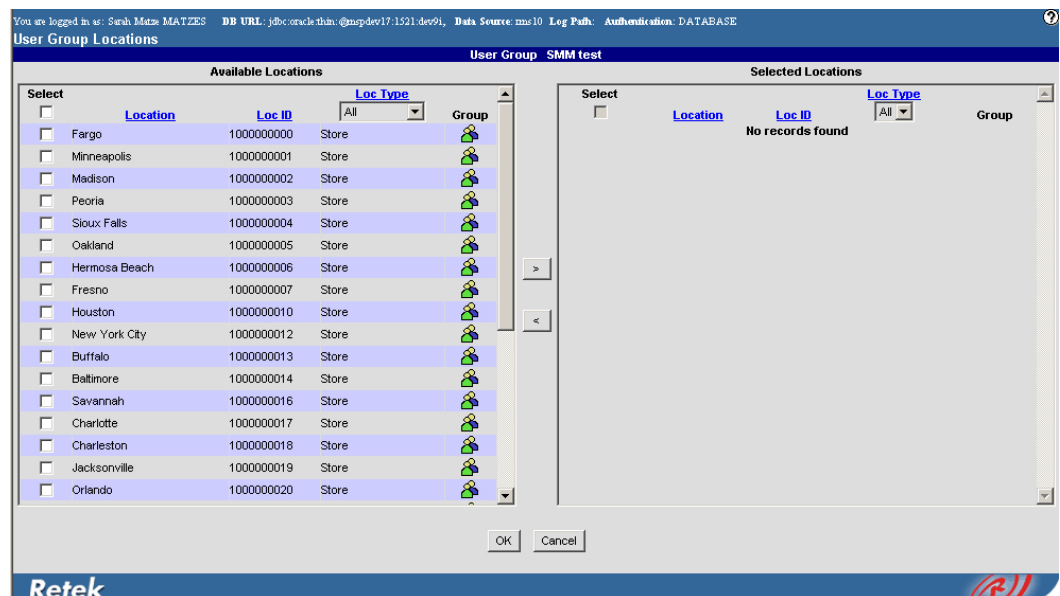 You are logged in as: Sarah Matze MATZES DB URL: jdbc:oracle:thin:@mspdev17:1521:dev9i, Data Source: rms10 Log Path: Authentication: DATABASE
?
User Group Locations
User Group SMM test
Available Locations
Selected Locations
Select Location Loc ID Loc Type All Group
Fargo 1000000000 Store
Minneapolis 1000000001 Store
Madison 1000000002 Store
Peoria 1000000003 Store
Sioux Falls 1000000004 Store
Oakland 1000000005 Store
Hermosa Beach 1000000006 Store
Fresno 1000000007 Store
Houston 1000000010 Store
New York City 1000000012 Store
Buffalo 1000000013 Store
Baltimore 1000000014 Store
Savannah 1000000016 Store
Charlotte 1000000017 Store
Charleston 1000000018 Store
Jacksonville 1000000019 Store
Orlando 1000000020 Store
>
<
Select Location Loc ID Loc Type All Group
No records found
OK Cancel
Retek